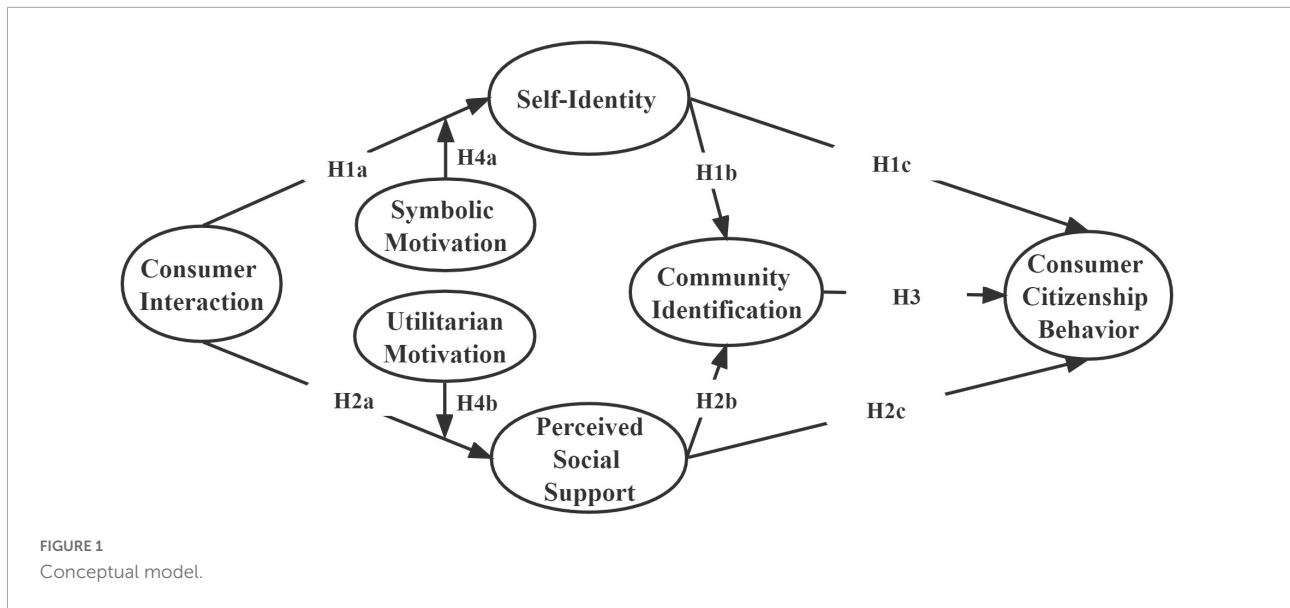 Self-Identity
H1a
H4a
H1b
H1c
Symbolic
Motivation
Consumer
Interaction
Community
Identification
H3
Consumer
Citizenship
Behavior
Utilitarian
Motivation
H2a
H4b
H2b
H2c
Perceived
Social
Support
FIGURE 1
Conceptual model.